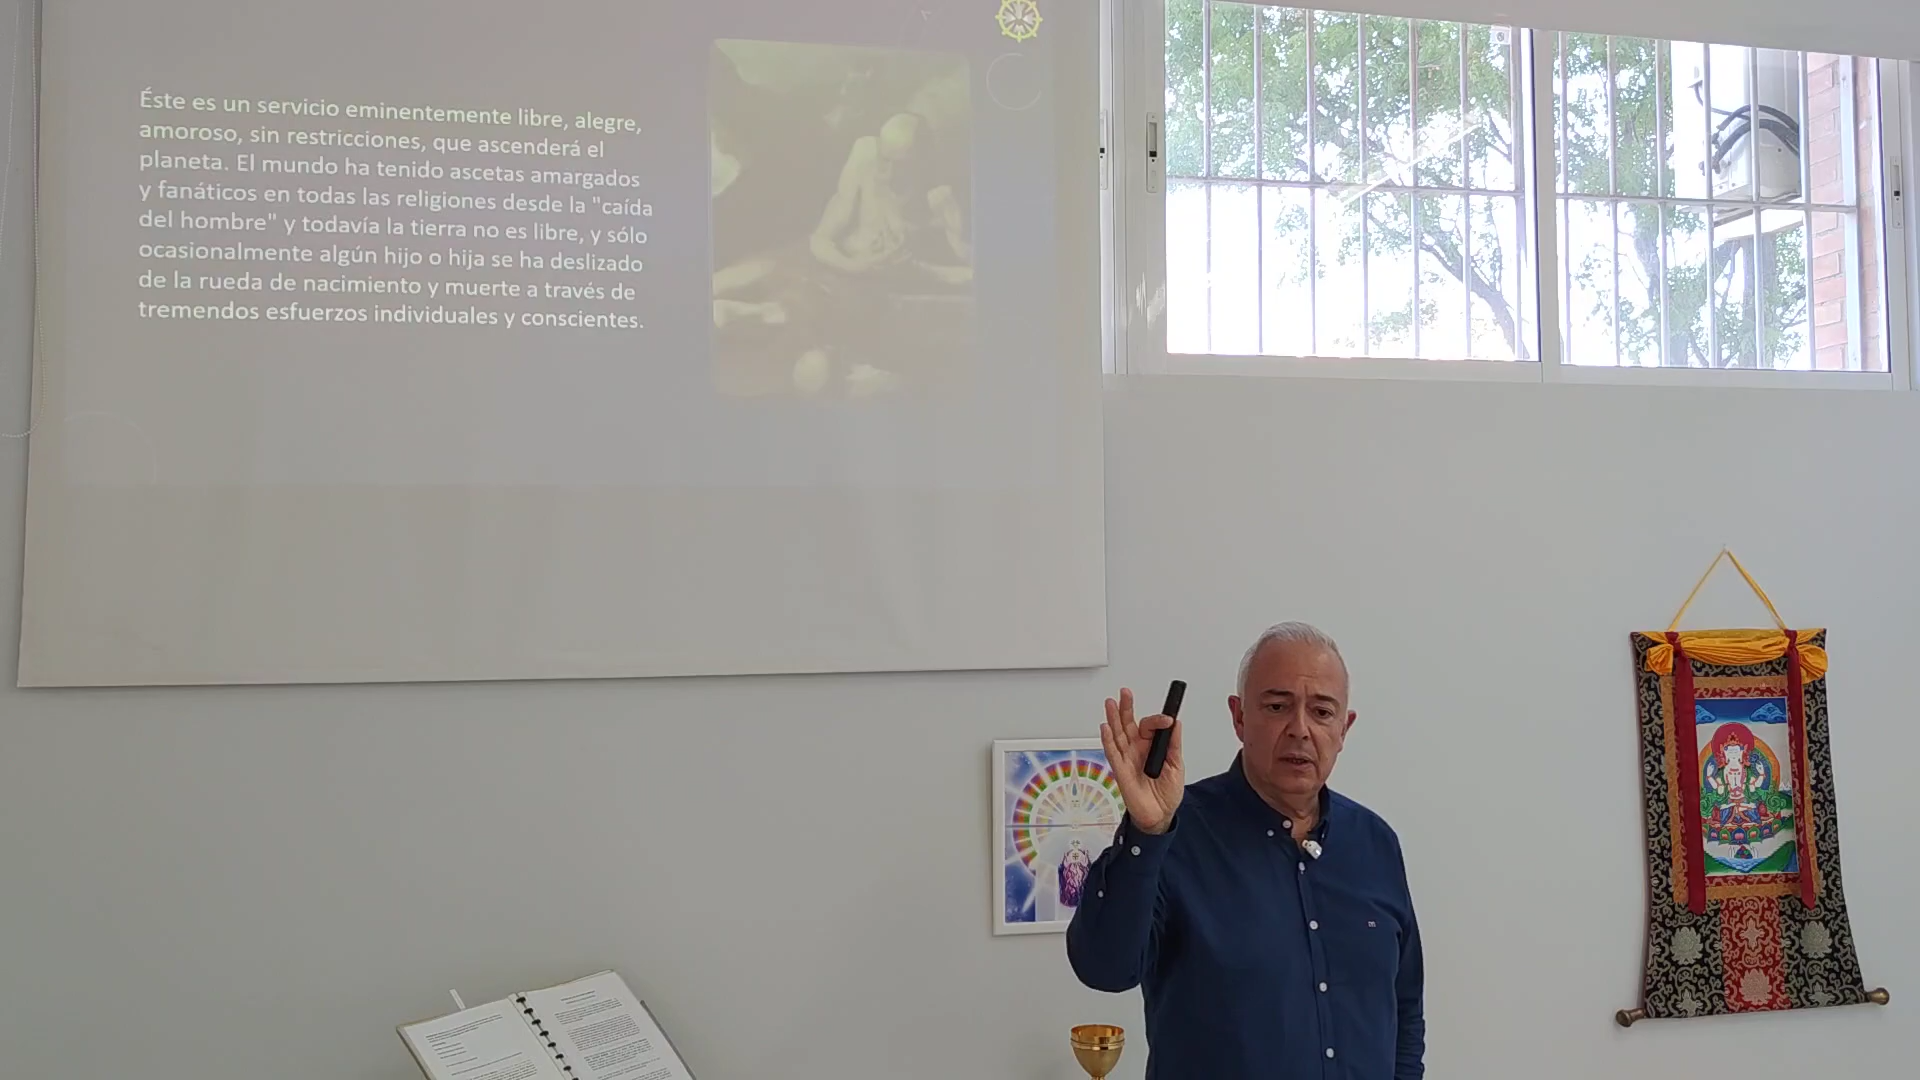 Éste es un servicio eminentemente libre, alegre,
amoroso, sin restricciones, que ascenderá el
planeta. El mundo ha tenido ascetas amargados
y fanáticos en todas las religiones desde la "caída
del hombre" y todavía la tierra no es libre, y sólo
ocasionalmente algún hijo o hija se ha deslizado
de la rueda de nacimiento y muerte a través de
tremendos esfuerzos individuales y conscientes.